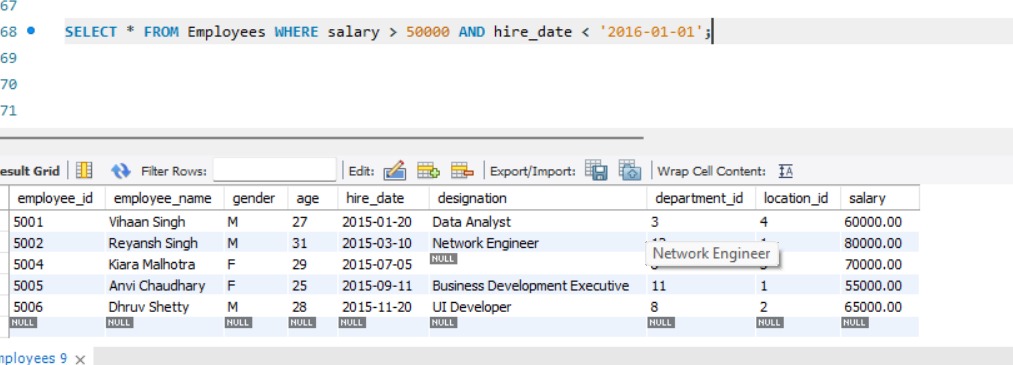 67
68 SELECT * FROM Employees WHERE salary > 50000 AND hire_date < '2016-01-01';
69
70
71
esult Grid Filter Rows: Edit: Export/Import: Wrap Cell Content:
employee_id employee_name gender age hire_date designation department_id location_id salary
5001 Vihaan Singh M 27 2015-01-20 Data Analyst 3 4 60000.00
5002 Reyansh Singh M 31 2015-03-10 Network Engineer 80000.00
Network Engineer
5004 Kiara Malhotra F 29 2015-07-05 NULL 70000.00
5005 Anvi Chaudhary F 25 2015-09-11 Business Development Executive 11 1 55000.00
5006 Dhruv Shetty M 28 2015-11-20 UI Developer 8 2 65000.00
NULL NULL NULL NULL NULL NULL NULL NULL NULL
mployees 9